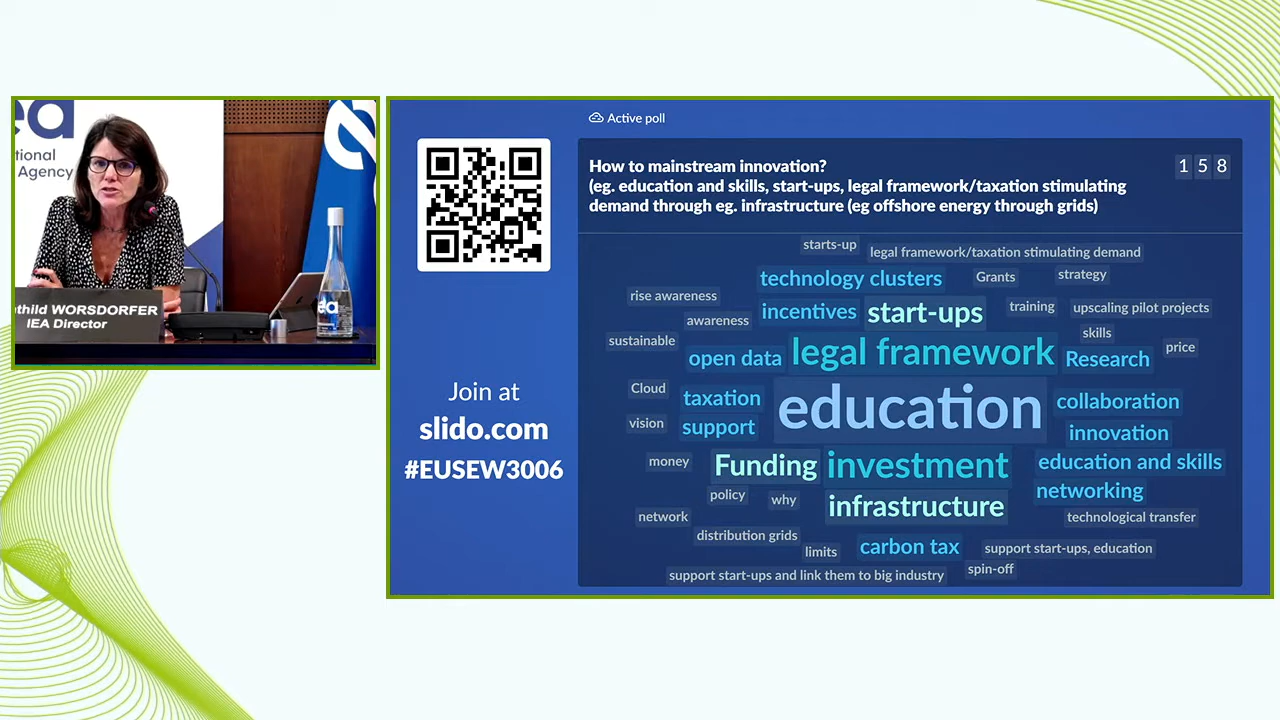 ea
tional
Agency
thild WORSDORFER
IEA Director
ea
Join at
slido.com
#EUSEW3006
Active poll
How to mainstream innovation?
158
(eg. education and skills, start-ups, legal framework/taxation stimulating
demand through eg. infrastructure (eg offshore energy through grids)
starts-up
legal framework/taxation stimulating demand
technology clusters
Grants
strategy
rise awareness
incentives
start-ups
training
upscaling pilot projects
awareness
skills
sustainable
open data
legal framework
Research
price
Cloud
taxation
education
collaboration
vision
support
innovation
money
Funding
investment
education and skills
policy
why
infrastructure
networking
network
technological transfer
distribution grids
limits
carbon tax
support start-ups, education
support start-ups and link them to big industry
spin-off